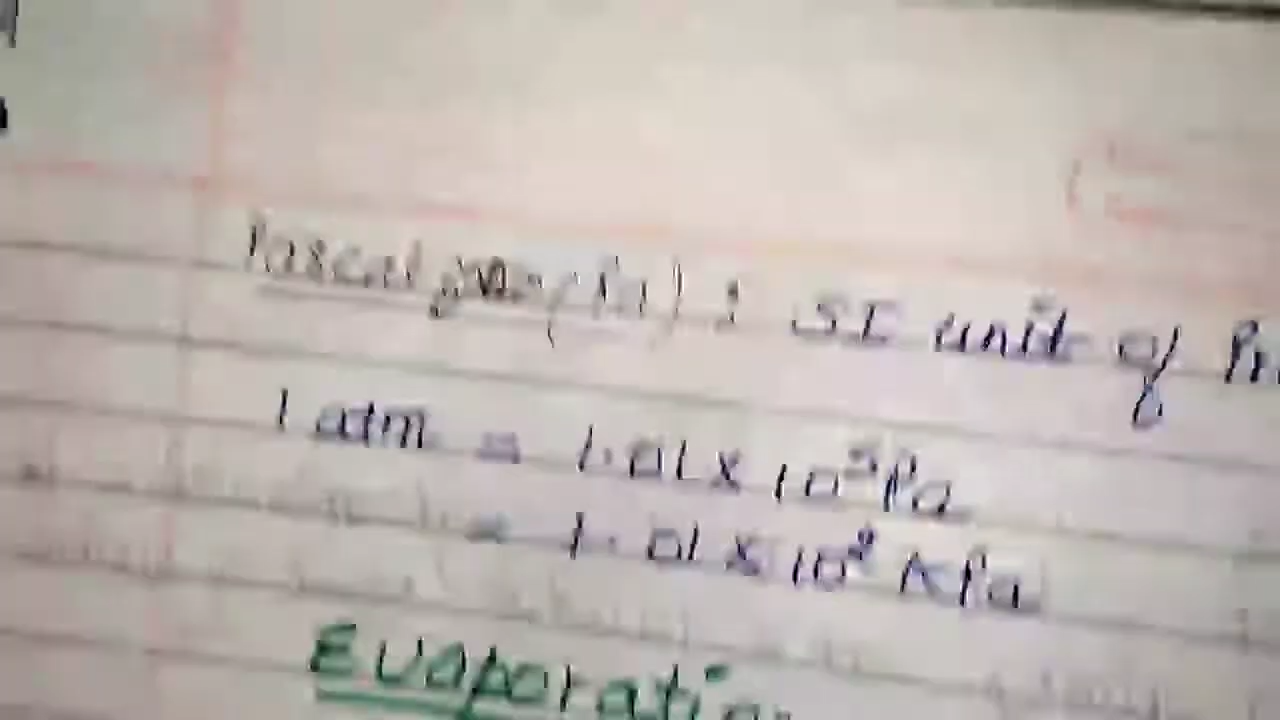 Pascal (Pa) : SI unit of
1 atm = 1.01 x 10⁵ Pa
= 1.01 x 10² KPa
Evaporation